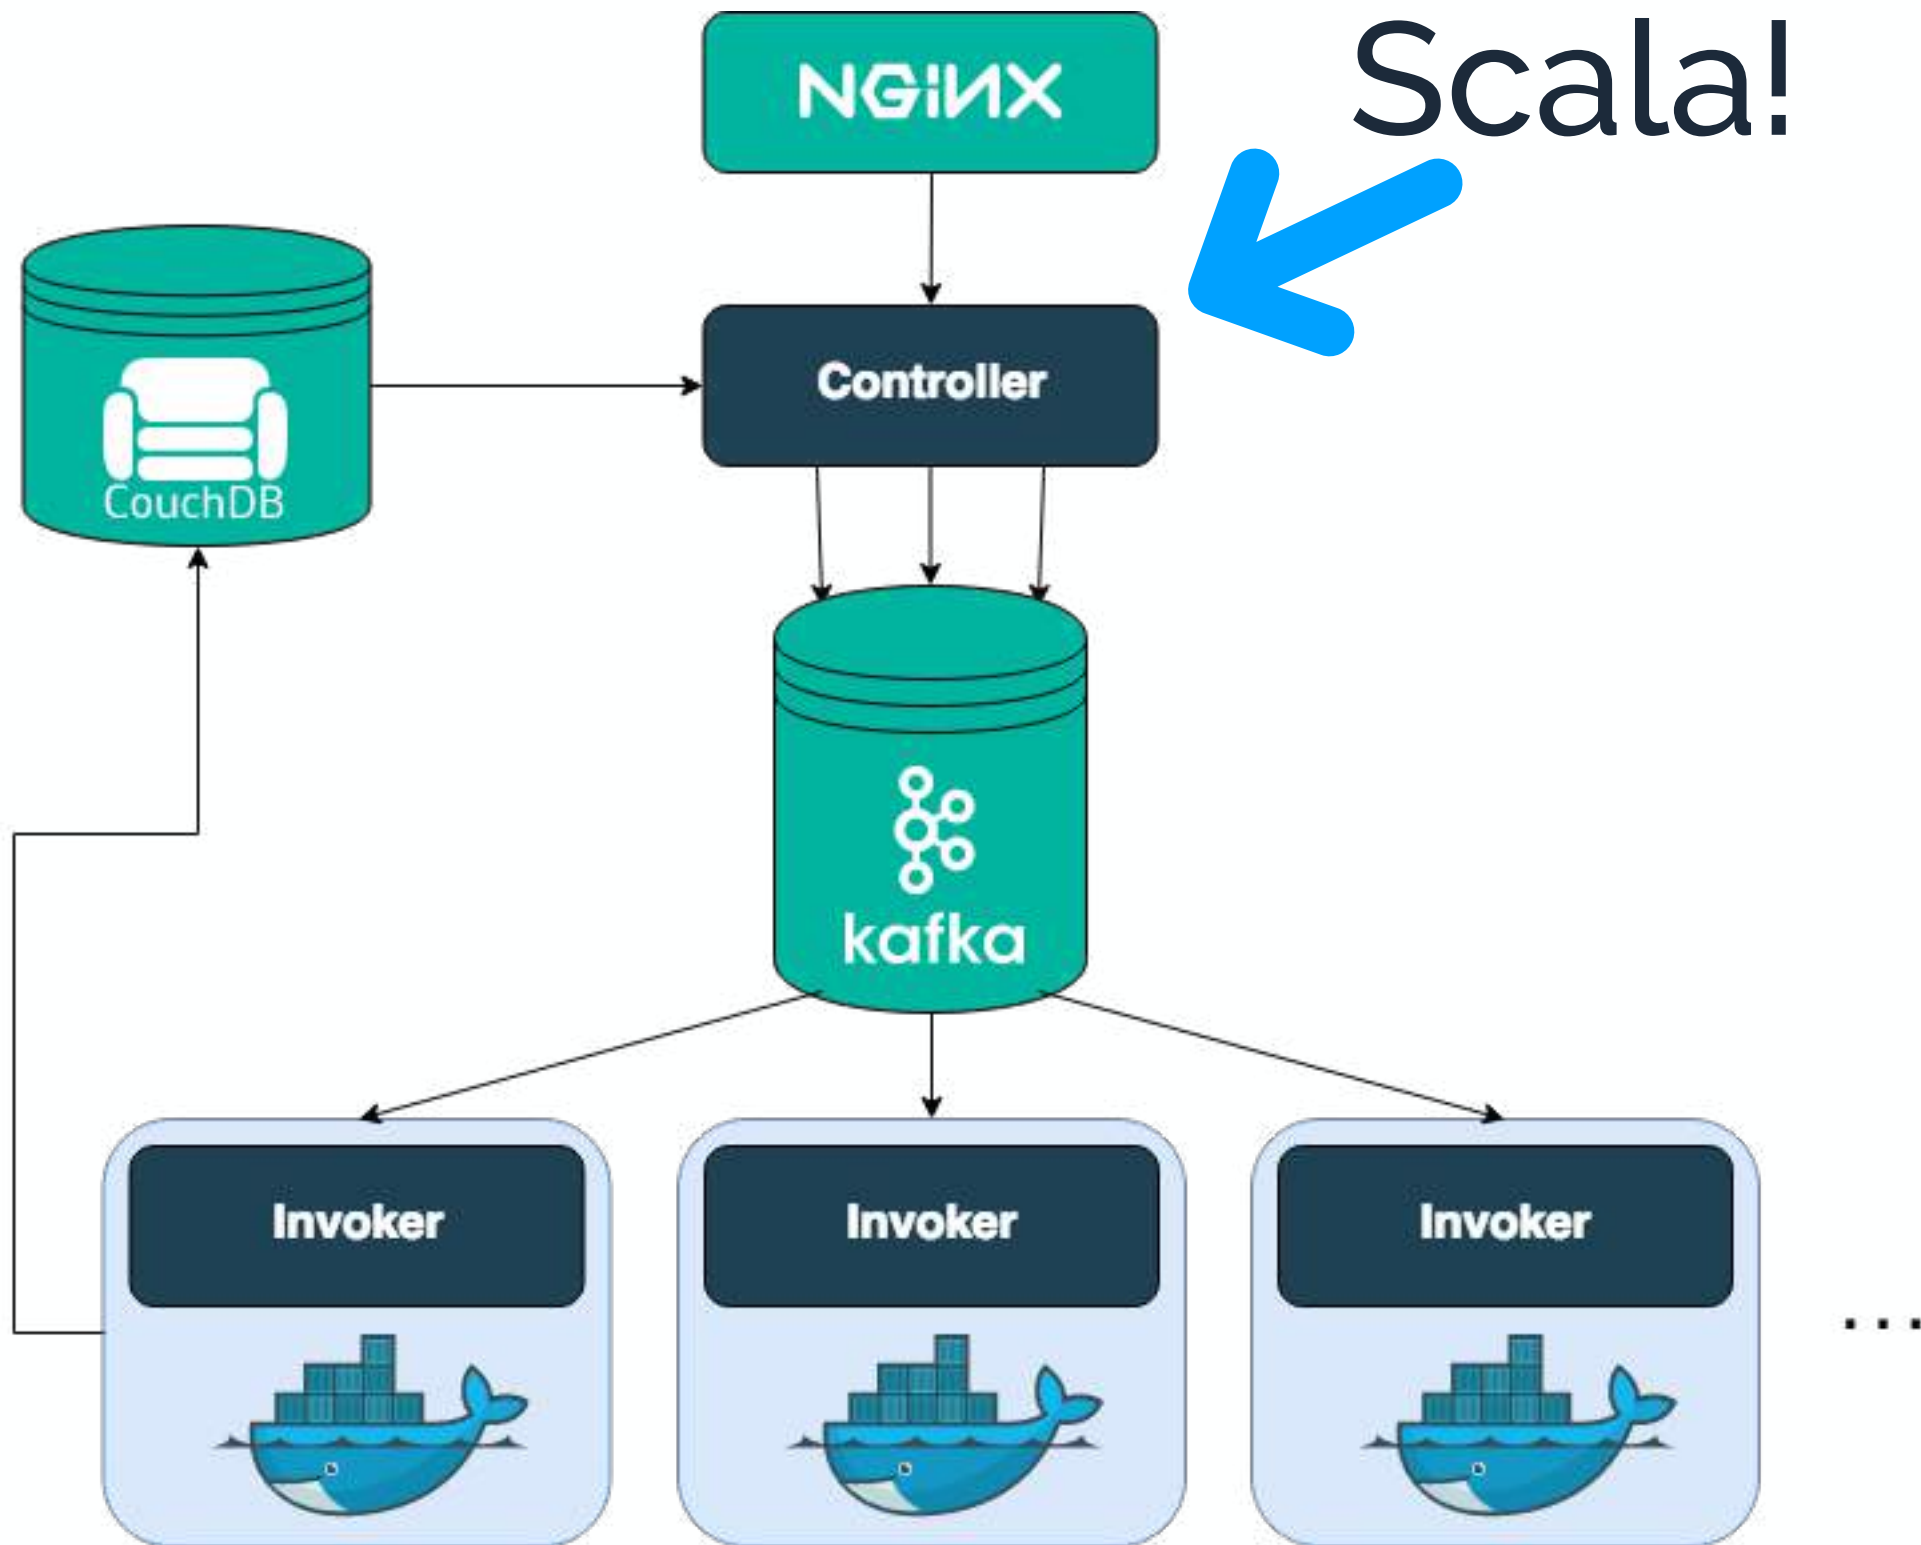 NGINX
Scala!
Controller
CouchDB
kafka
Invoker
Invoker
Invoker
...